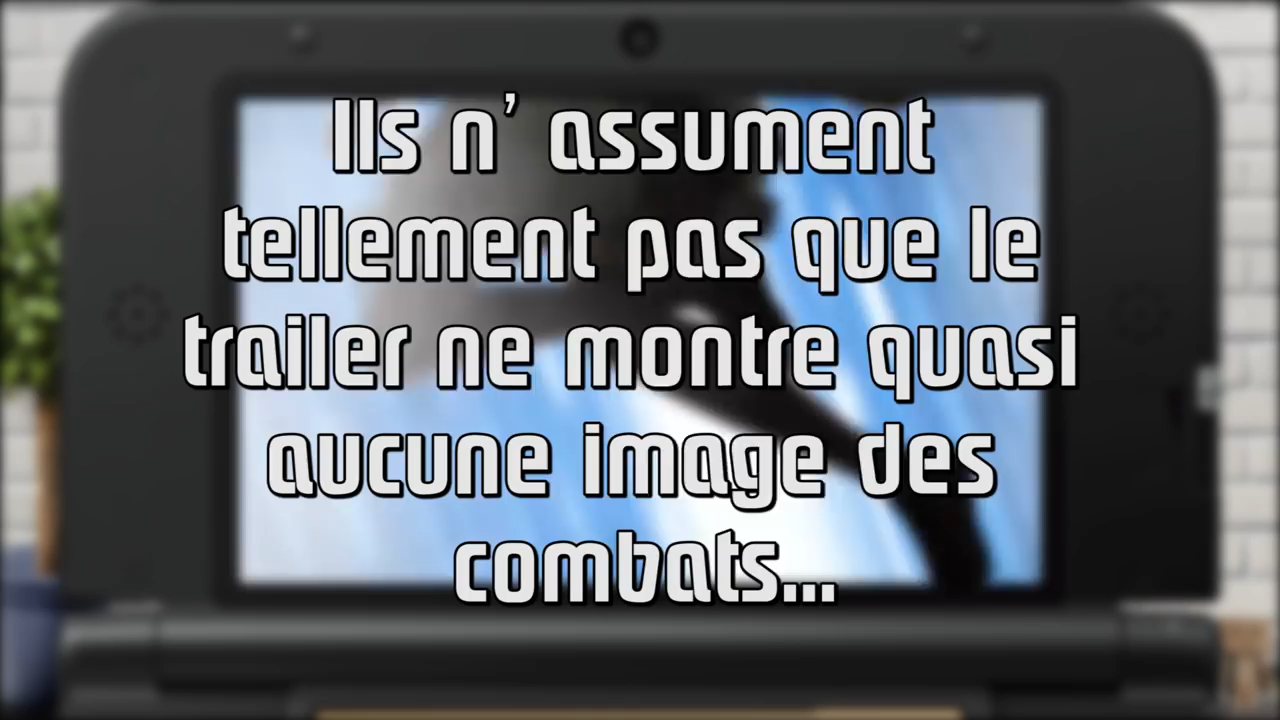 Ils n' assument
tellement pas que le
trailer ne montre quasi
aucune image des
combats...